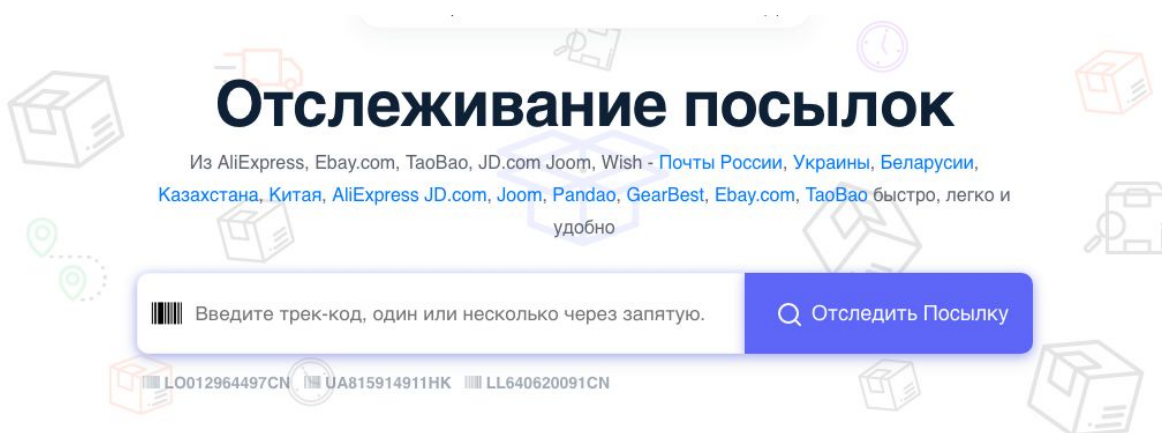 Отслеживание посылок
Из AliExpress, Ebay.com, TaoBao, JD.com Joom, Wish - Почты России, Украины, Беларусии,
Казахстана, Китая, AliExpress JD.com, Joom, Pandao, GearBest, Ebay.com, TaoBao быстро, легко и
удобно
Введите трек-код, один или несколько через запятую. Отследить Посылку
LO012964497CN UA815914911HK LL640620091CN